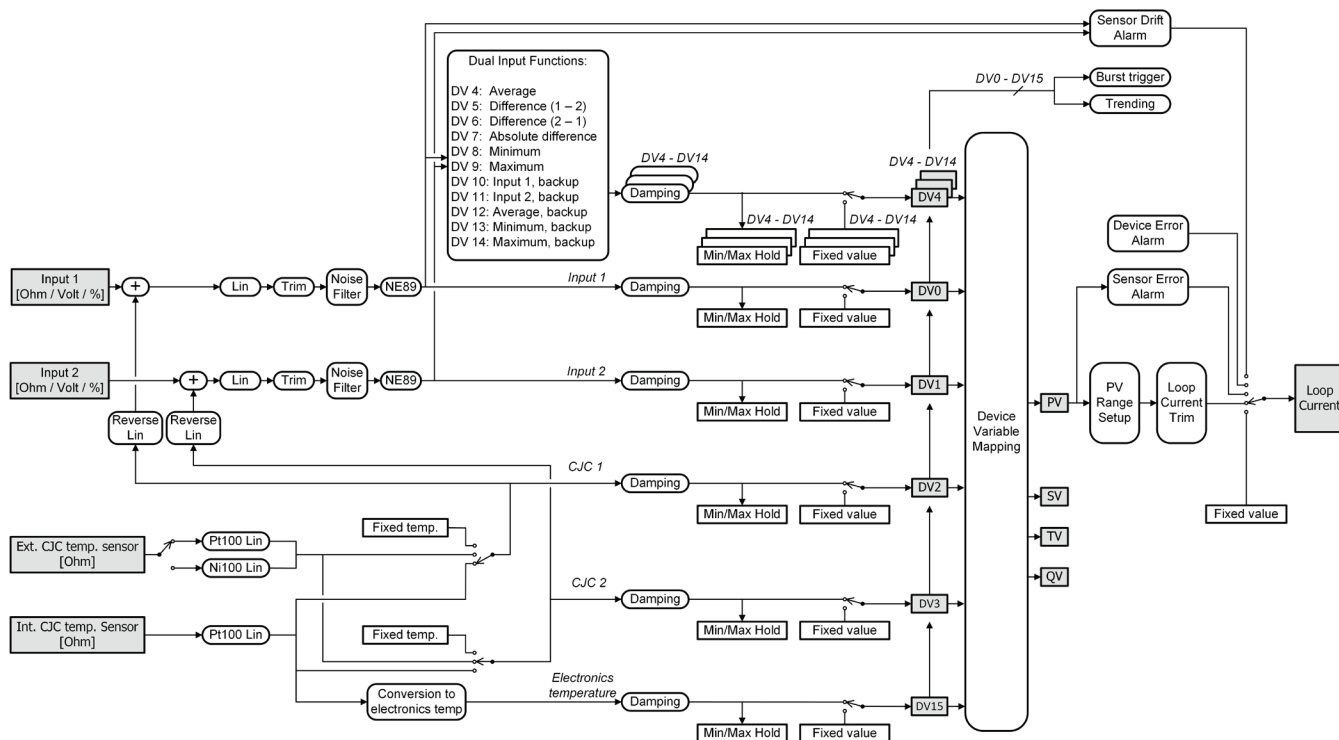 Sensor Drift
Alarm
Dual Input Functions:
DV 4: Average
DV 5: Difference (1 – 2)
DV 6: Difference (2 – 1)
DV 7: Absolute difference
DV 8: Minimum
DV 9: Maximum
DV 10: Input 1, backup
DV 11: Input 2, backup
DV 12: Average, backup
DV 13: Minimum, backup
DV 14: Maximum, backup
DV0 - DV15
Burst trigger
Trending
DV4 - DV14
Damping
DV4 - DV14
DV4
DV4 - DV14
Min/Max Hold
DV4 - DV14
Fixed value
Device Error
Alarm
Sensor Error
Alarm
Input 1
[Ohm / Volt / %]
+
Lin
Trim
Noise
Filter
NE89
Input 1
Damping
Min/Max Hold
Fixed value
DV0
Input 2
[Ohm / Volt / %]
+
Lin
Trim
Noise
Filter
NE89
Input 2
Damping
Min/Max Hold
Fixed value
DV1
Device
Variable
Mapping
PV
PV
Range
Setup
Loop
Current
Trim
Loop
Current
Reverse
Lin
Reverse
Lin
CJC 1
Damping
Min/Max Hold
Fixed value
DV2
SV
TV
QV
Fixed value
Ext. CJC temp. sensor
[Ohm]
Pt100 Lin
Ni100 Lin
Fixed temp.
CJC 2
Damping
Min/Max Hold
Fixed value
DV3
Int. CJC temp. Sensor
[Ohm]
Pt100 Lin
Fixed temp.
Conversion to
electronics temp
Electronics
temperature
Damping
Min/Max Hold
Fixed value
DV15